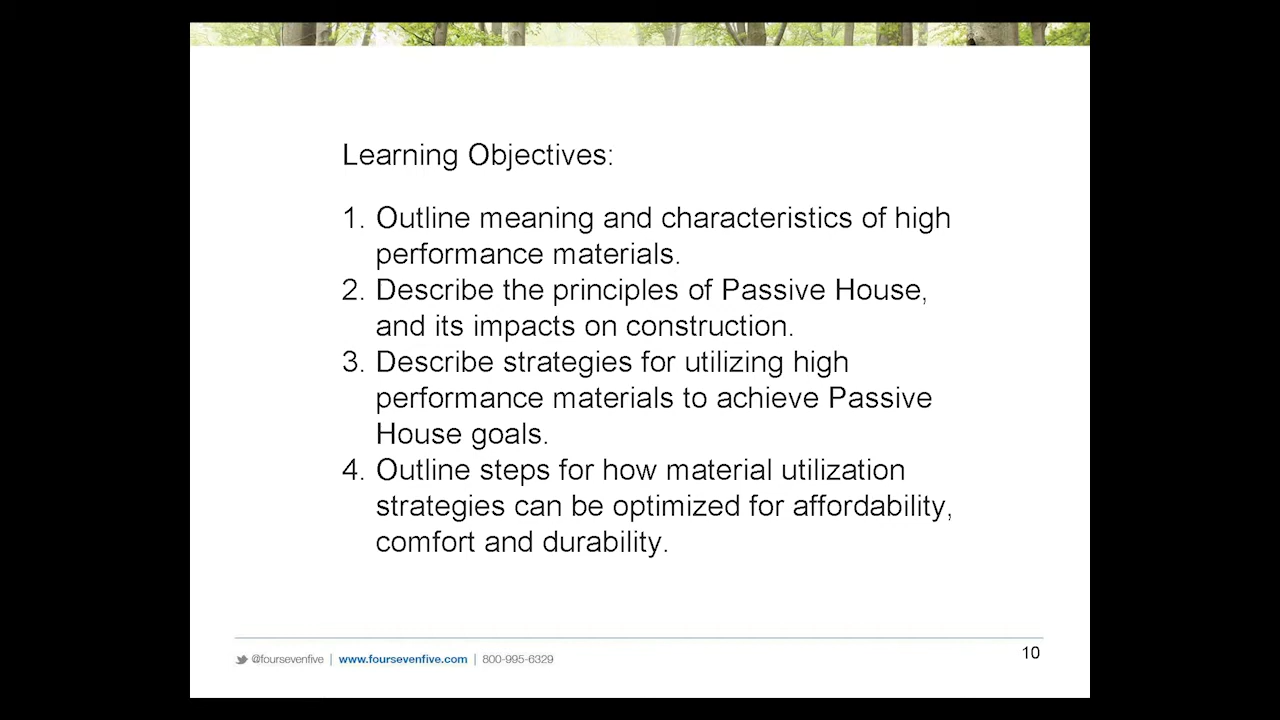 Learning Objectives:
1. Outline meaning and characteristics of high
performance materials.
2. Describe the principles of Passive House,
and its impacts on construction.
3. Describe strategies for utilizing high
performance materials to achieve Passive
House goals.
4. Outline steps for how material utilization
strategies can be optimized for affordability,
comfort and durability.
@foursevenfive | www.foursevenfive.com | 800-995-6329
10